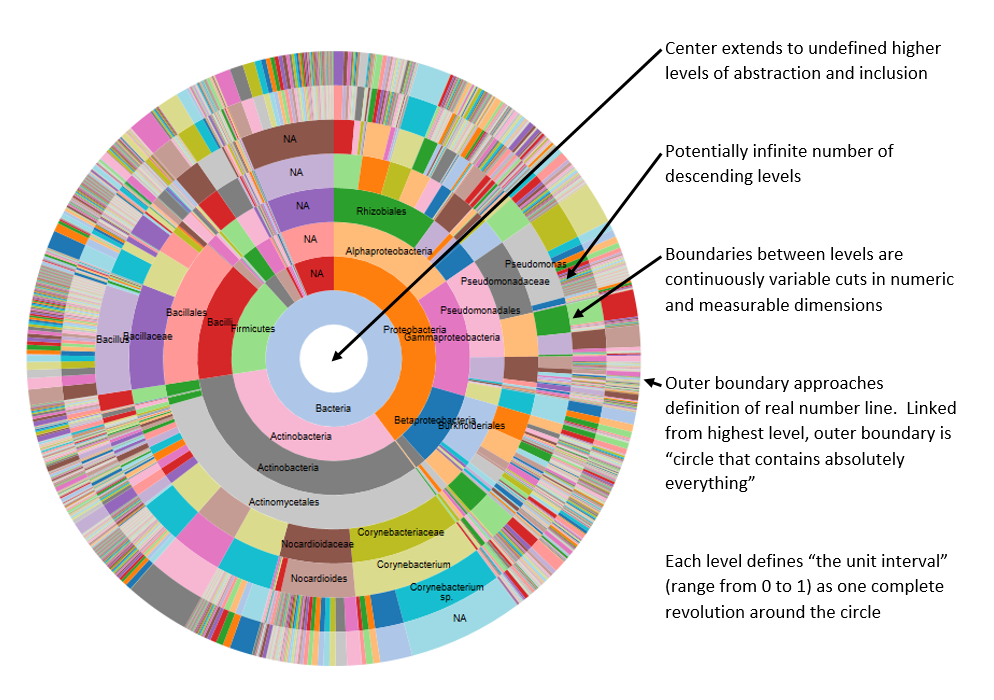 Center extends to undefined higher
levels of abstraction and inclusion
Potentially infinite number of
descending levels
Boundaries between levels are
continuously variable cuts in numeric
and measurable dimensions
Outer boundary approaches
definition of real number line. Linked
from highest level, outer boundary is
“circle that contains absolutely
everything”
Each level defines “the unit interval”
(range from 0 to 1) as one complete
revolution around the circle
NA
NA
NA
NA
NA
Rhizobiales
Alphaproteobacteria
Pseudomonas
Pseudomonadaceae
Pseudomonadales
Proteobacteria
Gammaproteobacteria
Bacillales
Bacilli
Firmicutes
Bacillus
Bacillaceae
Bacteria
Betaproteobacteria
Burkholderiales
Actinobacteria
Actinobacteria
Actinomycetales
Corynebacteriaceae
Nocardioidaceae
Corynebacterium
Nocardioides
Corynebacterium
sp.
NA